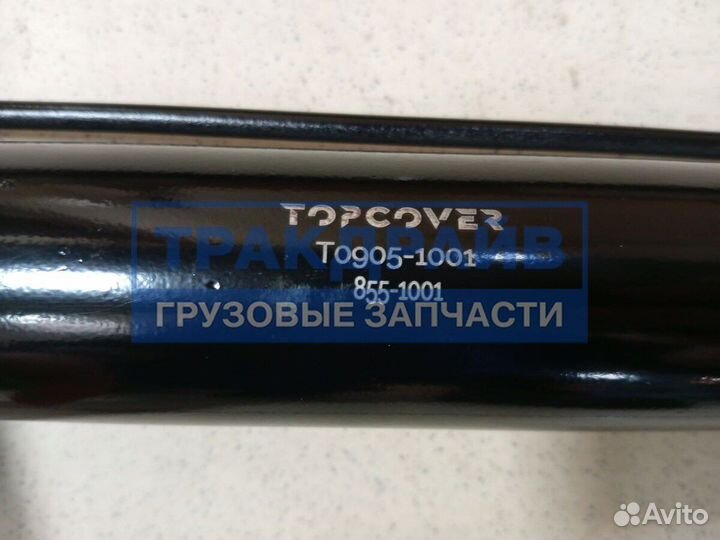 TOPCOVER
ТРАКДРАЙВ
T0905-1001
855-1001
ГРУЗОВЫЕ ЗАПЧАСТИ
Avito